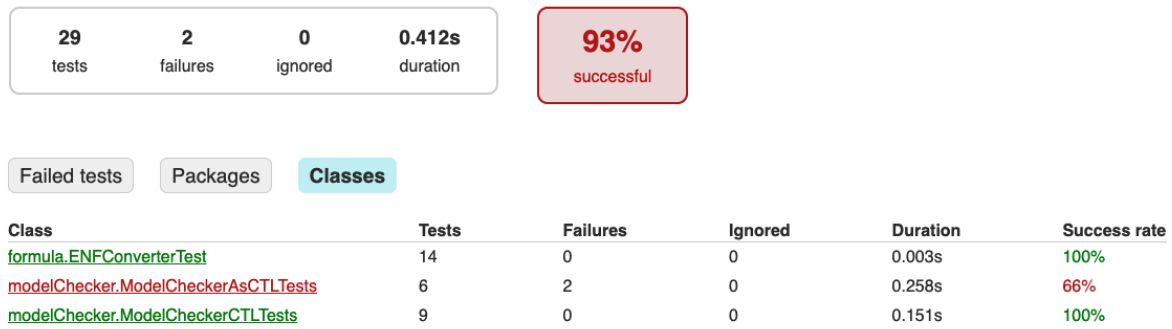 29 2 0 0.412s
tests failures ignored duration
93%
successful
Failed tests Packages Classes
Class Tests Failures Ignored Duration Success rate
formula.ENFConverterTest 14 0 0 0.003s 100%
modelChecker.ModelCheckerAsCTLTests 6 2 0 0.258s 66%
modelChecker.ModelCheckerCTLTests 9 0 0 0.151s 100%